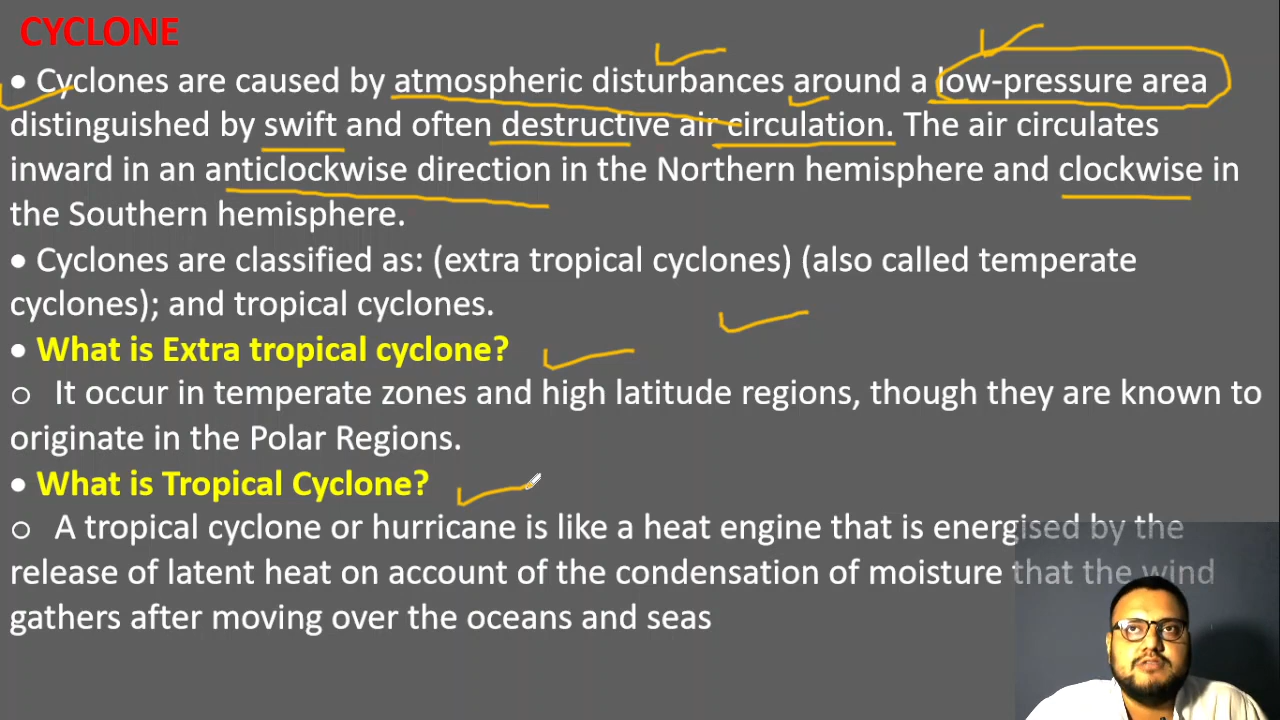 CYCLONE
• Cyclones are caused by atmospheric disturbances around a low-pressure area
distinguished by swift and often destructive air circulation. The air circulates
inward in an anticlockwise direction in the Northern hemisphere and clockwise in
the Southern hemisphere.
• Cyclones are classified as: (extra tropical cyclones) (also called temperate
cyclones); and tropical cyclones.
• What is Extra tropical cyclone?
o It occur in temperate zones and high latitude regions, though they are known to
originate in the Polar Regions.
• What is Tropical Cyclone?
o A tropical cyclone or hurricane is like a heat engine that is energised by the
release of latent heat on account of the condensation of moisture that the wind
gathers after moving over the oceans and seas